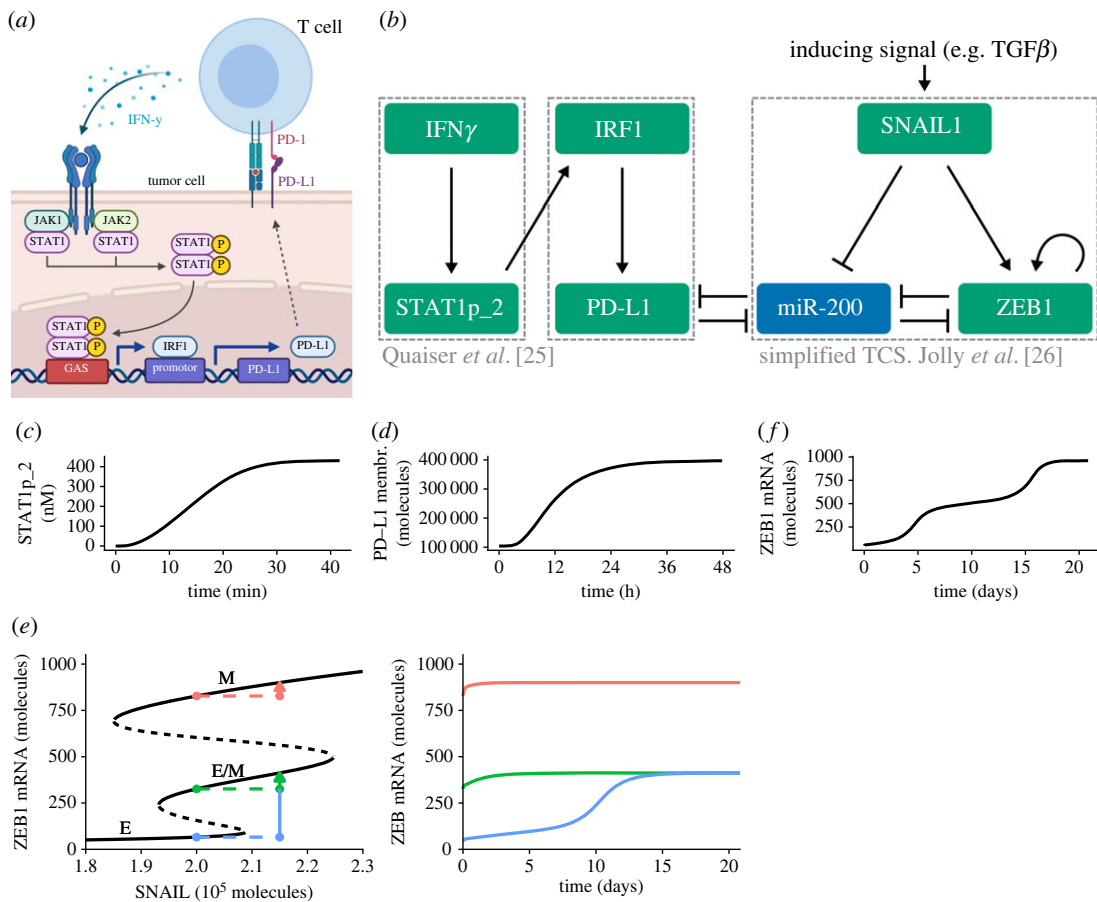 (a)
T cell
IFN-y
PD-1
PD-L1
tumor cell
JAK1
JAK2
STAT1
STAT1
STAT1 P
STAT1 P
STAT1 P
STAT1 P
GAS
IRF1
promotor
PD-L1
PD-L1
(b)
inducing signal (e.g. TGFβ)
IFNγ
IRF1
SNAIL1
STAT1p_2
PD-L1
miR-200
ZEB1
Quaiser et al. [25]
simplified TCS. Jolly et al. [26]
(c)
STAT1p_2
(nM)
400
300
200
100
0
0 10 20 30 40
time (min)
(d)
PD–L1 membr.
(molecules)
400 000
300 000
200 000
100 000
0 12 24 36 48
time (h)
(f)
ZEB1 mRNA
(molecules)
1000
750
500
250
0 5 10 15 20
time (days)
(e)
ZEB1 mRNA (molecules)
1000
750
500
250
0
M
E/M
E
1.8 1.9 2.0 2.1 2.2 2.3
SNAIL (10⁵ molecules)
ZEB mRNA (molecules)
1000
750
500
250
0
0 5 10 15 20
time (days)